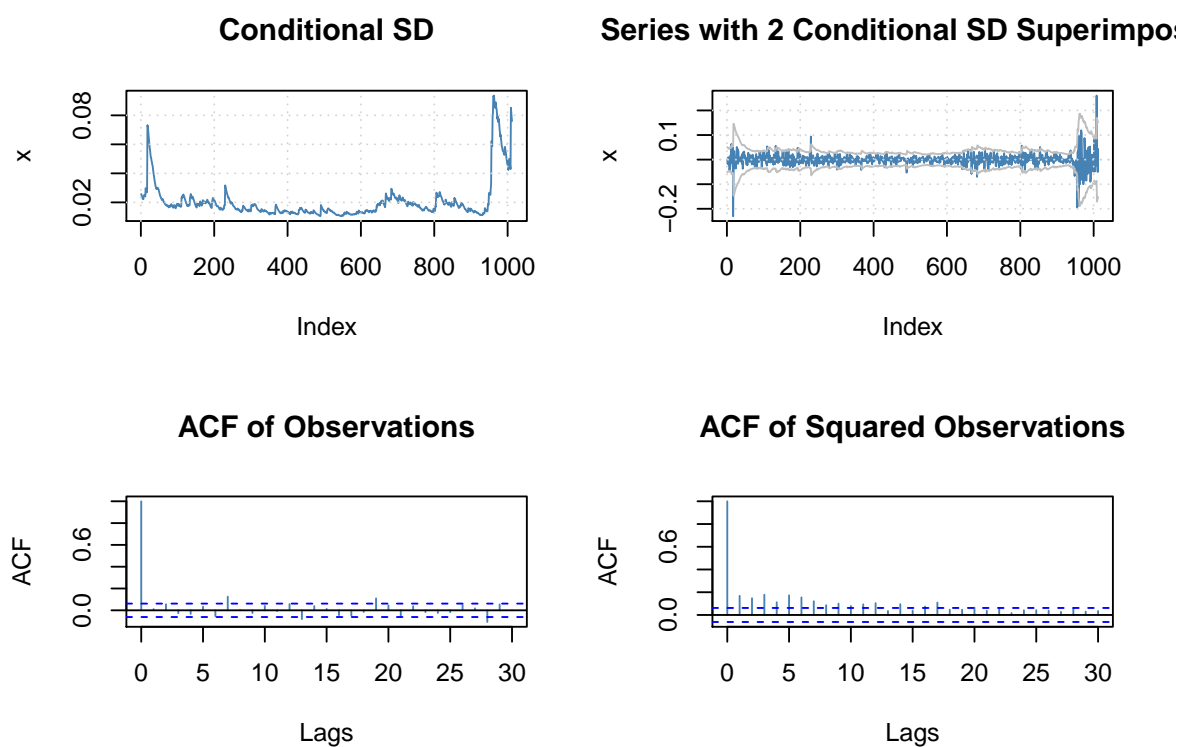 Conditional SD
x
0.08
0.02
0 200 400 600 800 1000
Index
Series with 2 Conditional SD Superimpos
x
0.1
−0.2
0 200 400 600 800 1000
Index
ACF of Observations
ACF
0.6
0.0
0 5 10 15 20 25 30
Lags
ACF of Squared Observations
ACF
0.6
0.0
0 5 10 15 20 25 30
Lags